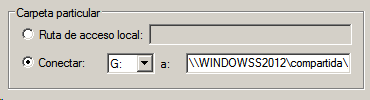 Carpeta particular
Ruta de acceso local:
Conectar: G: a: \\WINDOWSS2012\compartida\